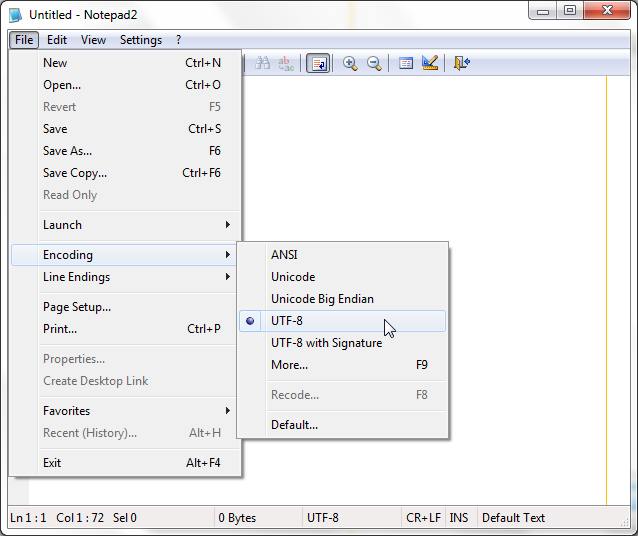 Untitled - Notepad2
File Edit View Settings ?
New Ctrl+N
Open... Ctrl+O
Revert F5
Save Ctrl+S
Save As... F6
Save Copy... Ctrl+F6
Read Only
Launch
Encoding
Line Endings
Page Setup...
Print... Ctrl+P
Properties...
Create Desktop Link
Favorites
Recent (History)... Alt+H
Exit Alt+F4
ANSI
Unicode
Unicode Big Endian
UTF-8
UTF-8 with Signature
More... F9
Recode... F8
Default...
Ln 1 : 1 Col 1 : 72 Sel 0 0 Bytes UTF-8 CR+LF INS Default Text